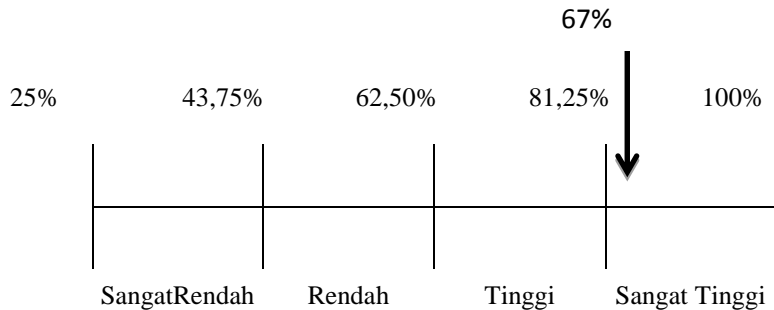 67%
25% 43,75% 62,50% 81,25% 100%
SangatRendah Rendah Tinggi Sangat Tinggi